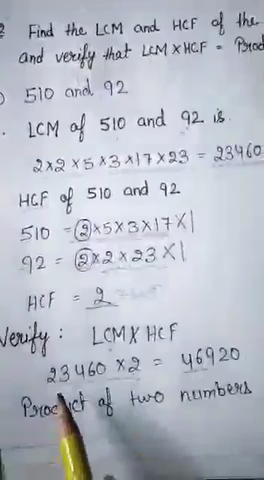 Find the LCM and HCF of the
and verify that LCM×HCF =
510 and 92
LCM of 510 and 92 is
2×2×5×3×17×23 = 23460
HCF of 510 and 92
510 = 2×5×3×17×1
92 = 2×2×23×1
HCF = 2
Verify : LCM×HCF
23460×2 = 46920
Product of two numbers